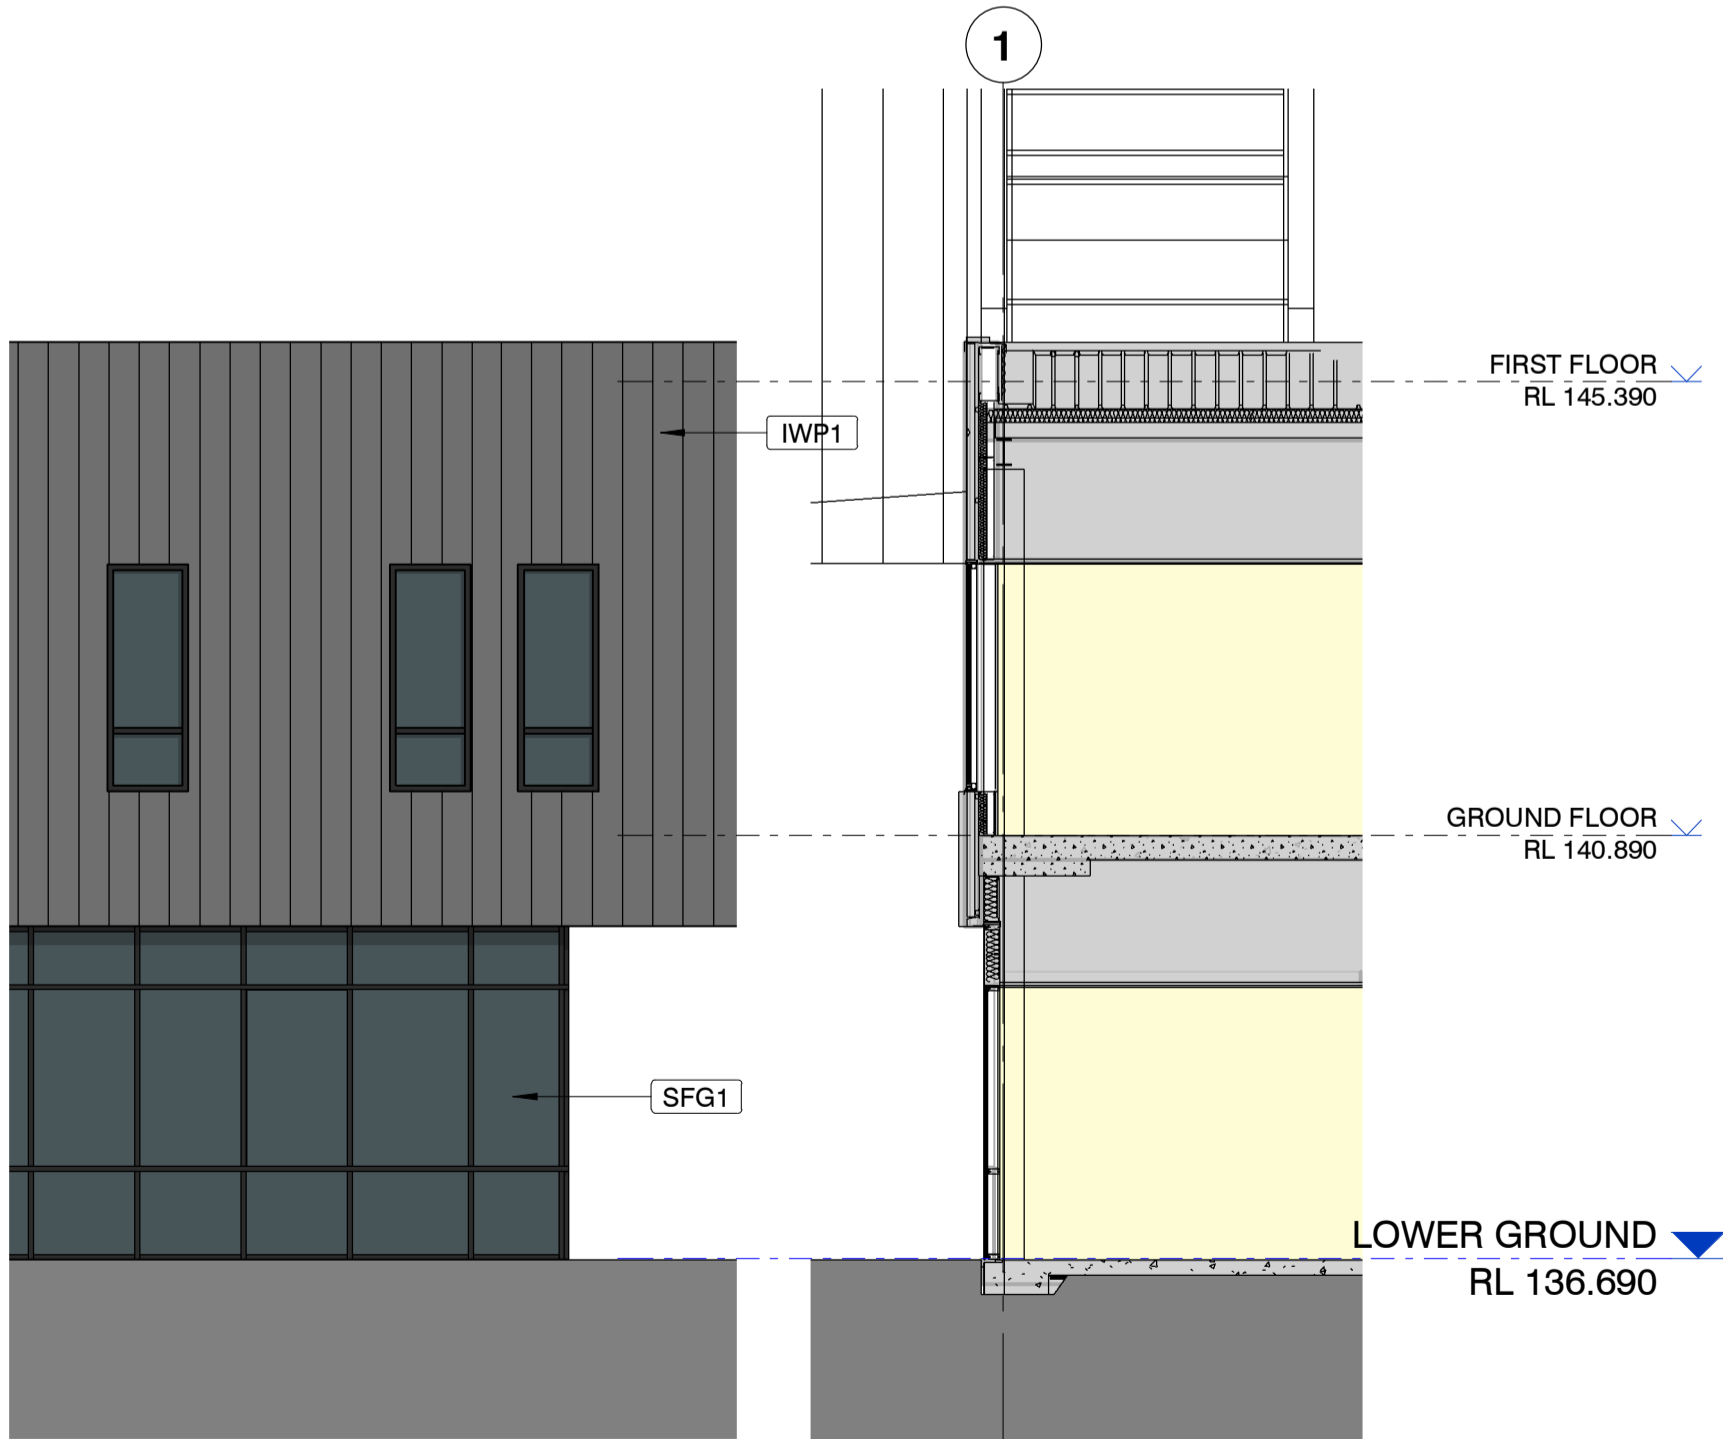 1
FIRST FLOOR
RL 145.390
IWP1
GROUND FLOOR
RL 140.890
SFG1
LOWER GROUND
RL 136.690